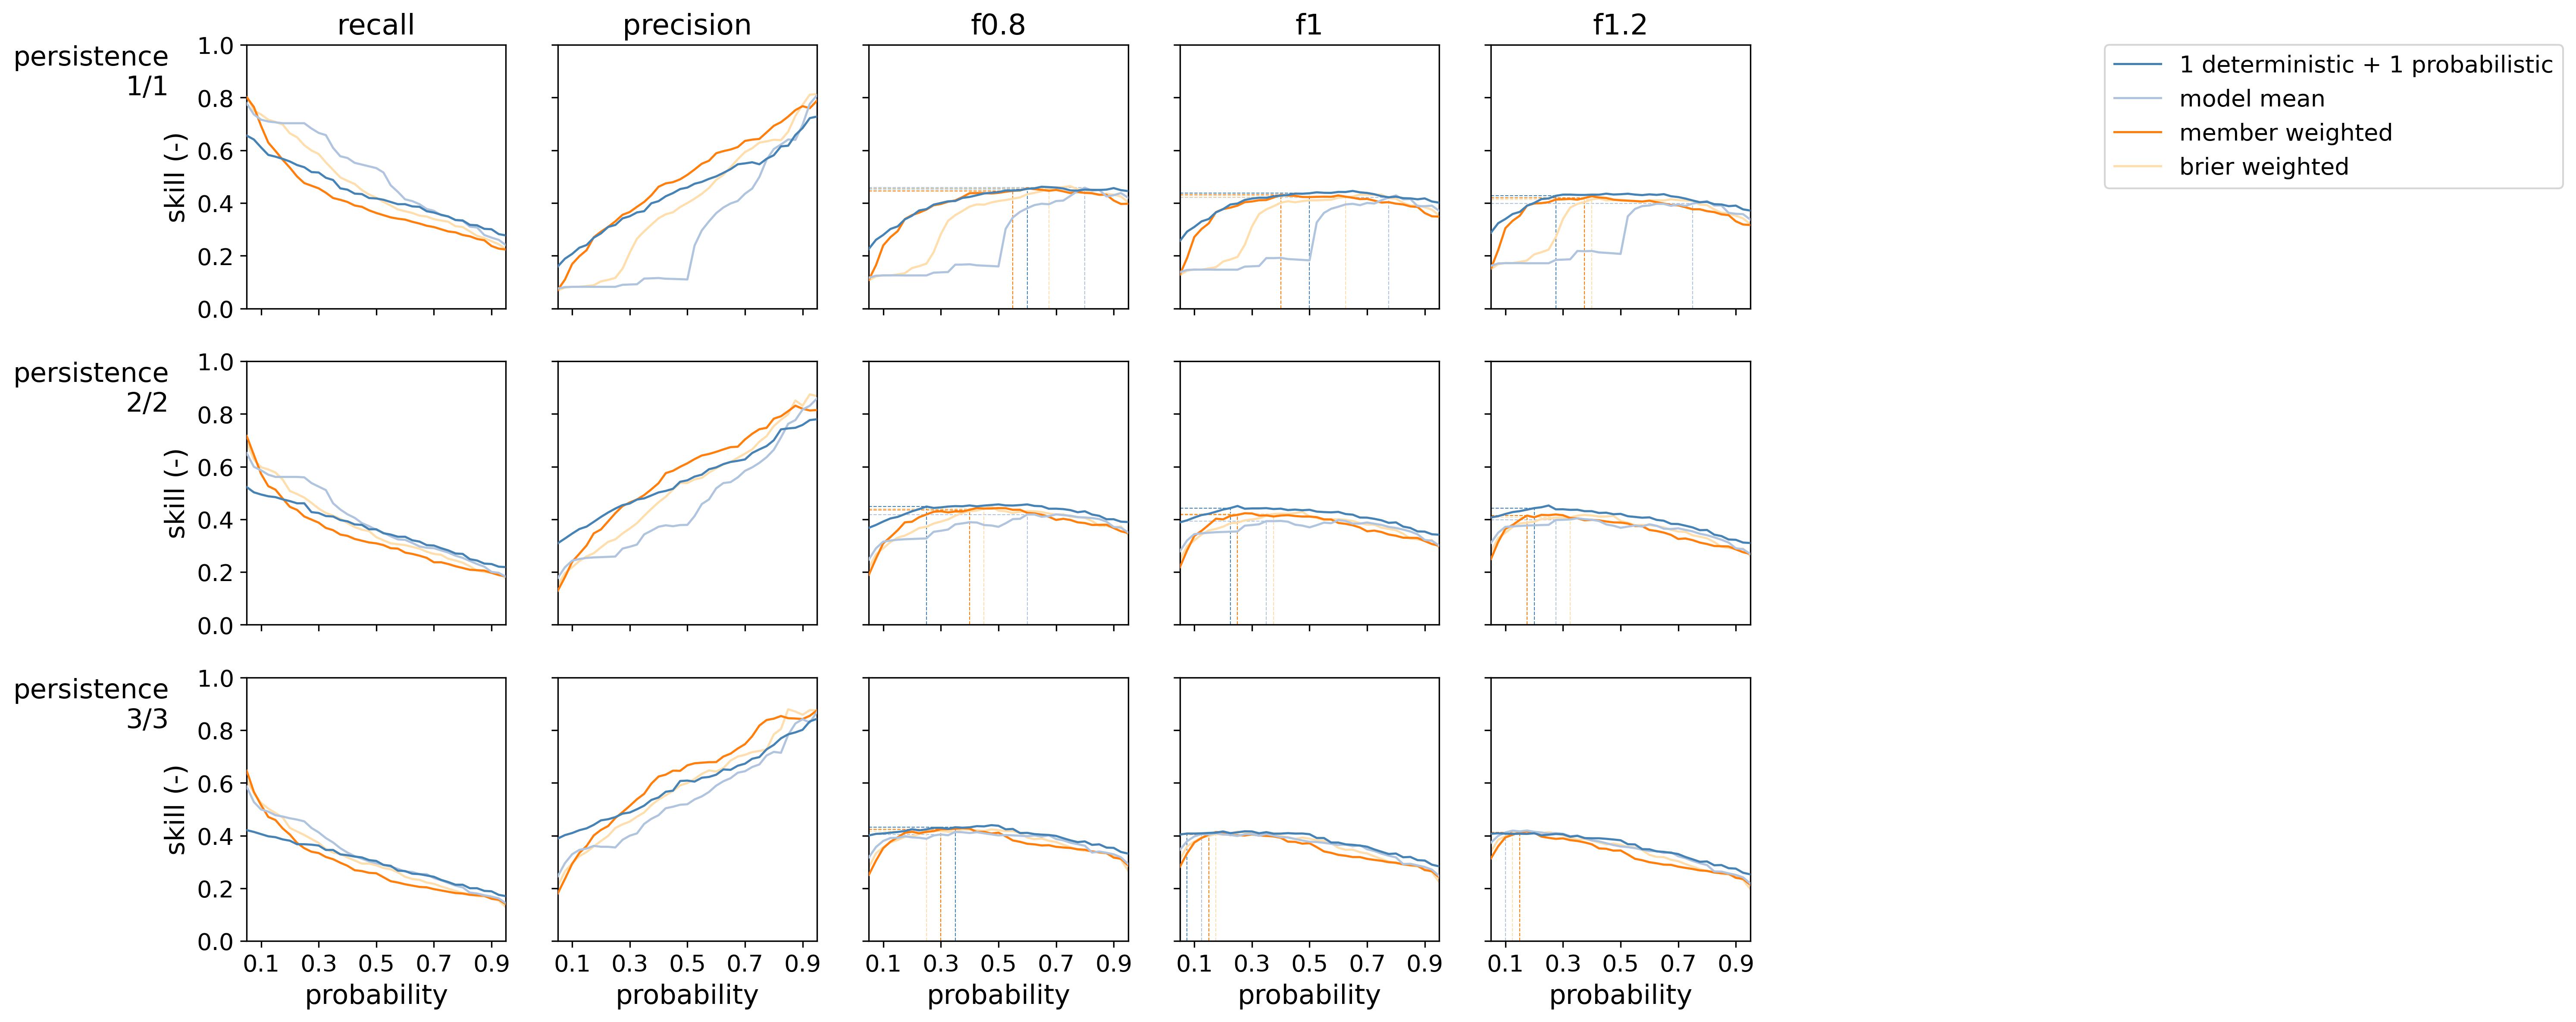 recall precision f0.8 f1 f1.2
persistence
1/1
skill (-)
1.0
0.8
0.6
0.4
0.2
0.0
1 deterministic + 1 probabilistic
model mean
member weighted
brier weighted
persistence
2/2
skill (-)
1.0
0.8
0.6
0.4
0.2
0.0
persistence
3/3
skill (-)
1.0
0.8
0.6
0.4
0.2
0.0
0.1 0.3 0.5 0.7 0.9 0.1 0.3 0.5 0.7 0.9 0.1 0.3 0.5 0.7 0.9 0.1 0.3 0.5 0.7 0.9 0.1 0.3 0.5 0.7 0.9
probability probability probability probability probability